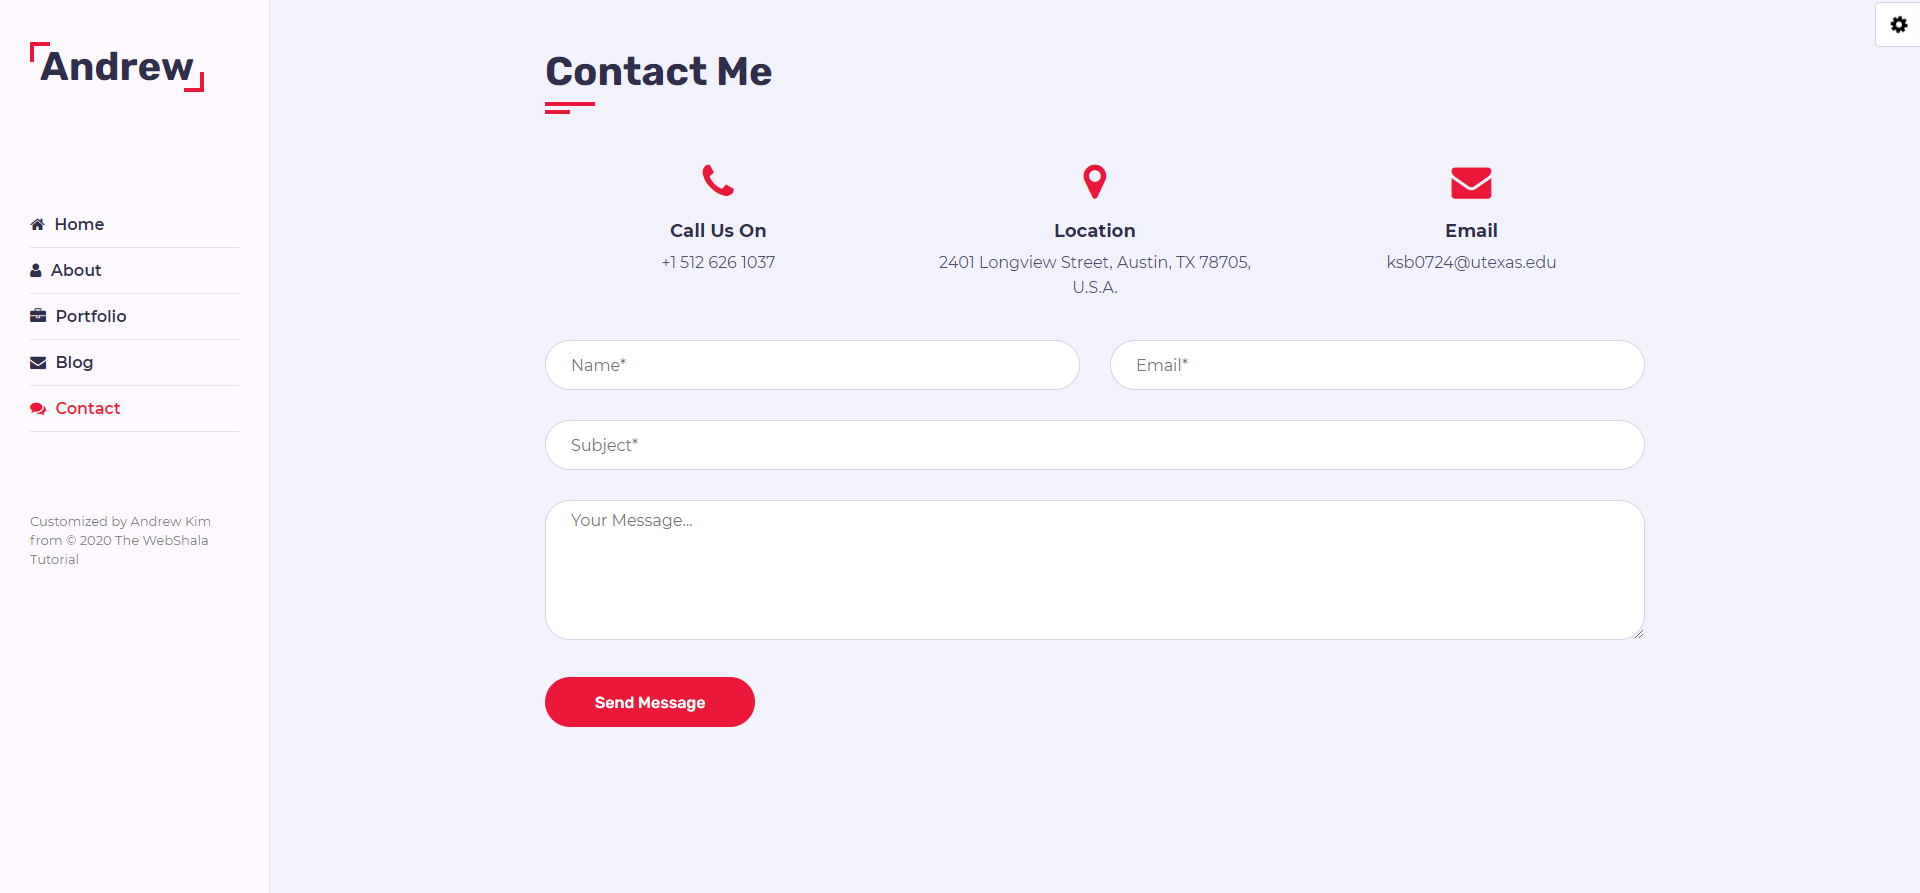 Andrew
Home
About
Portfolio
Blog
Contact
Customized by Andrew Kim
from © 2020 The WebShala
Tutorial
Contact Me
Call Us On
+1 512 626 1037
Location
2401 Longview Street, Austin, TX 78705,
U.S.A.
Email
ksb0724@utexas.edu
Name*
Email*
Subject*
Your Message...
Send Message